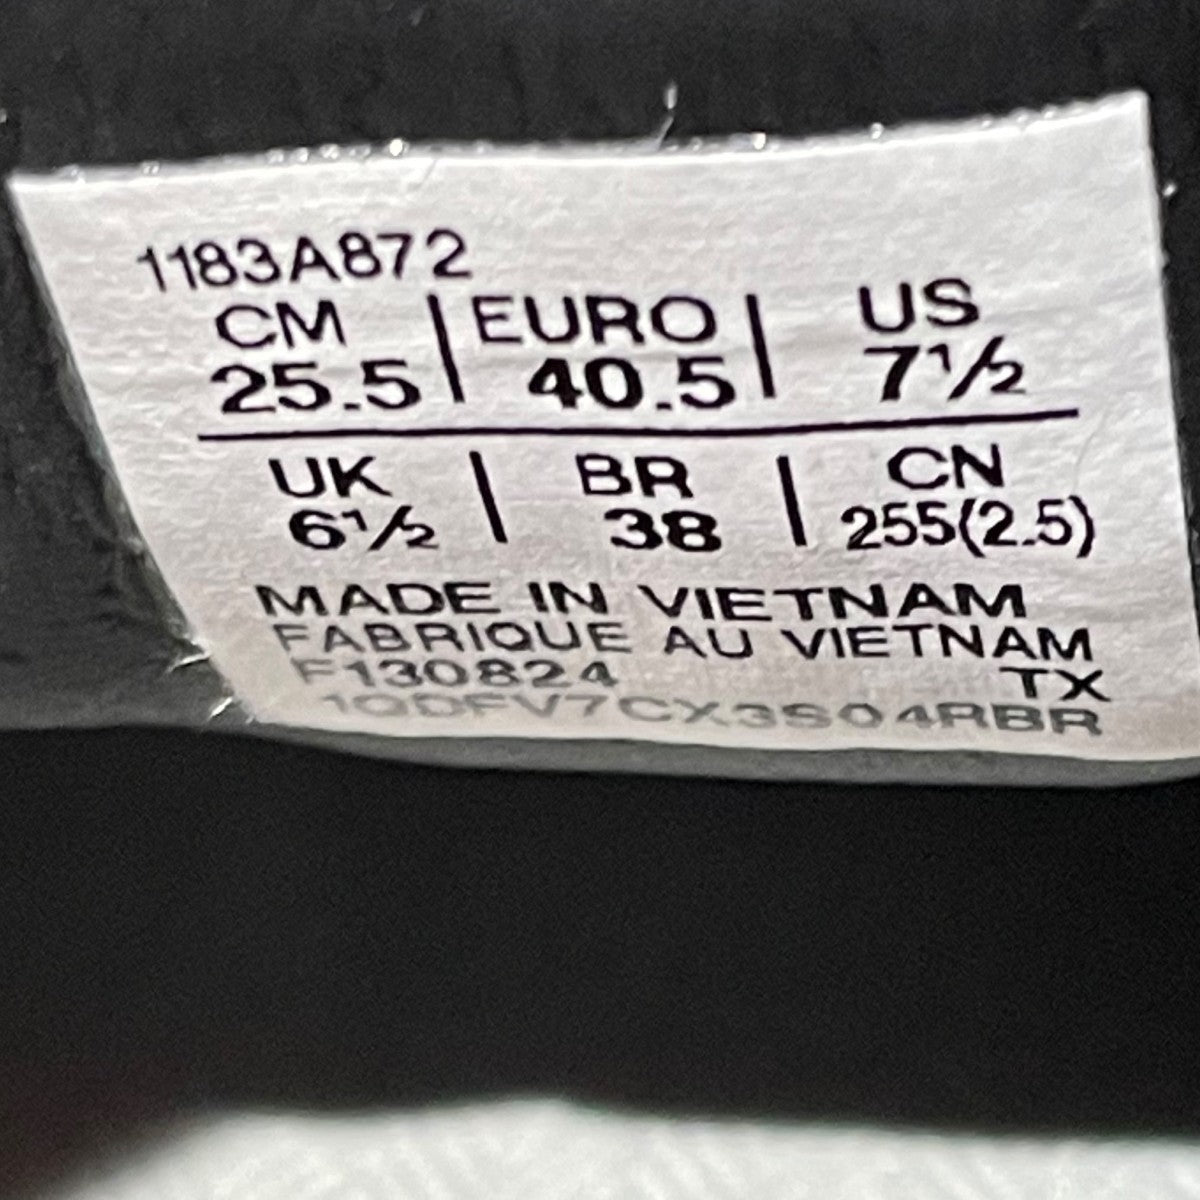 1183A872
CM | EURO | US
25.5 | 40.5 | 7½
UK | BR | CN
6½ | 38 | 255(2.5)
MADE IN VIETNAM
FABRIQUE AU VIETNAM
F130824 TX
1QDFV7CX3S04RBR